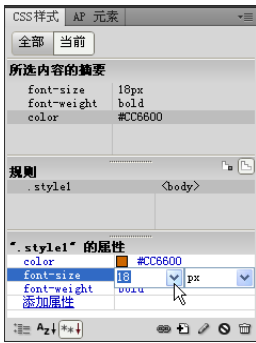 CSS样式 AP 元素
全部 当前
所选内容的摘要
font-size 18px
font-weight bold
color #CC6600
规则
.style1 <body>
".style1" 的属性
color #CC6600
font-size 18 px
font-weight bold
添加属性